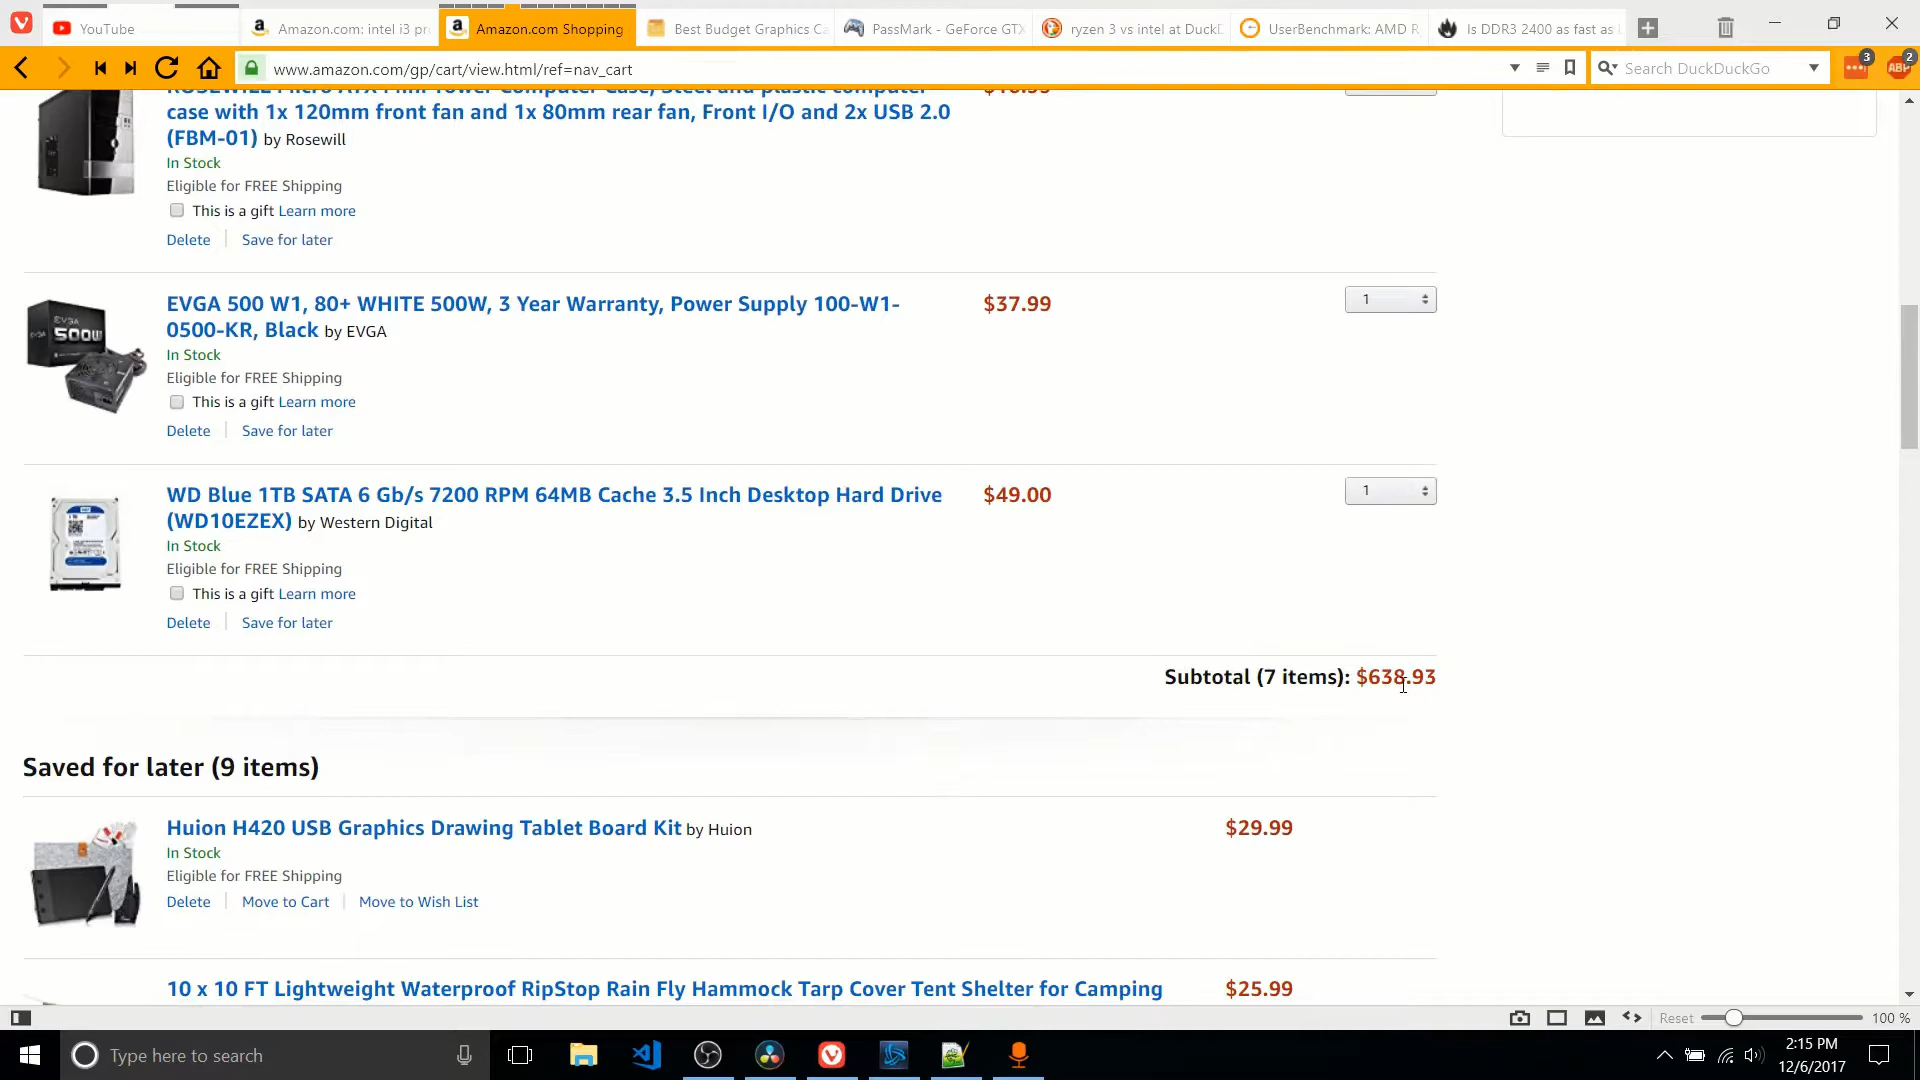 YouTube
Amazon.com: intel i3 pr
Amazon.com Shopping
Best Budget Graphics Ca
PassMark - GeForce GTX
ryzen 3 vs intel at DuckD
UserBenchmark: AMD R
Is DDR3 2400 as fast as
www.amazon.com/gp/cart/view.html/ref=nav_cart
Search DuckDuckGo
3
ABP
2
ROSEWILL Micro ATX Mini Tower Computer Case, Steel and plastic computer
case with 1x 120mm front fan and 1x 80mm rear fan, Front I/O and 2x USB 2.0
(FBM-01) by Rosewill
In Stock
Eligible for FREE Shipping
This is a gift Learn more
Delete
Save for later
EVGA
500W
EVGA 500 W1, 80+ WHITE 500W, 3 Year Warranty, Power Supply 100-W1-
0500-KR, Black by EVGA
$37.99
1
In Stock
Eligible for FREE Shipping
This is a gift Learn more
Delete
Save for later
WD Blue 1TB SATA 6 Gb/s 7200 RPM 64MB Cache 3.5 Inch Desktop Hard Drive
(WD10EZEX) by Western Digital
$49.00
1
In Stock
Eligible for FREE Shipping
This is a gift Learn more
Delete
Save for later
Subtotal (7 items): $638.93
Saved for later (9 items)
Huion H420 USB Graphics Drawing Tablet Board Kit by Huion
$29.99
In Stock
Eligible for FREE Shipping
Delete
Move to Cart
Move to Wish List
10 x 10 FT Lightweight Waterproof RipStop Rain Fly Hammock Tarp Cover Tent Shelter for Camping
$25.99
Reset
100 %
Type here to search
2:15 PM
12/6/2017